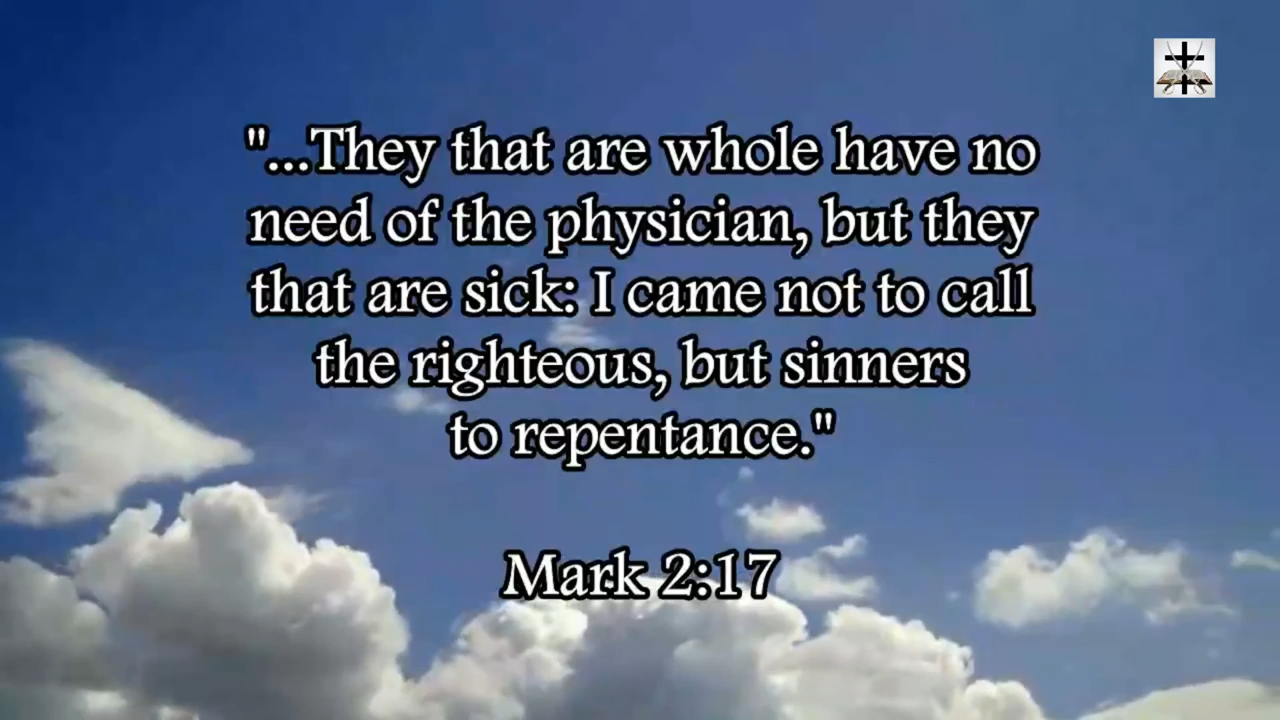 "...They that are whole have no
need of the physician, but they
that are sick: I came not to call
the righteous, but sinners
to repentance."
Mark 2:17